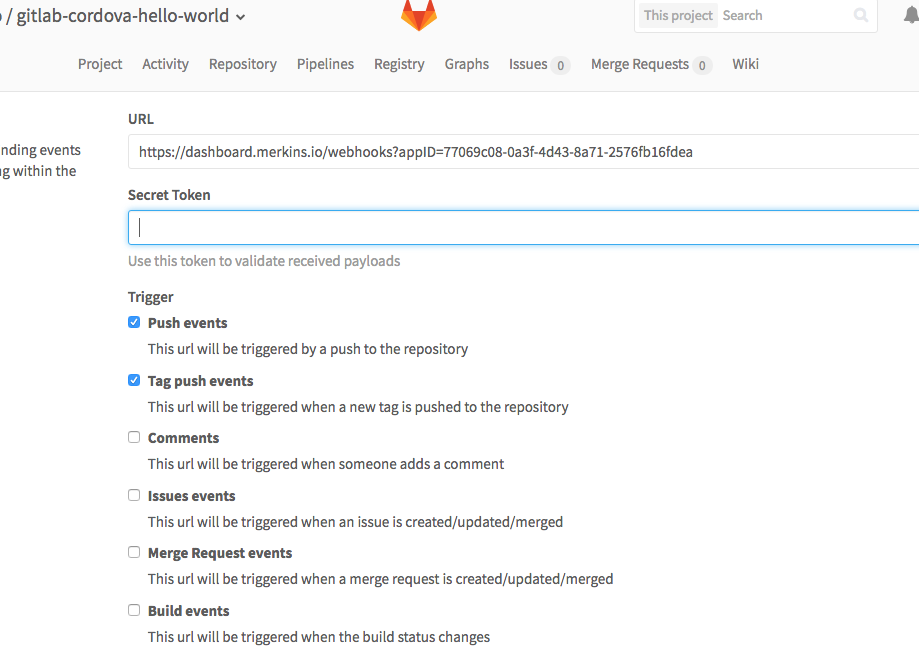 / gitlab-cordova-hello-world
This project Search
Project Activity Repository Pipelines Registry Graphs Issues 0 Merge Requests 0 Wiki
nding events
g within the
URL
https://dashboard.merkins.io/webhooks?appID=77069c08-0a3f-4d43-8a71-2576fb16fdea
Secret Token
Use this token to validate received payloads
Trigger
Push events
This url will be triggered by a push to the repository
Tag push events
This url will be triggered when a new tag is pushed to the repository
Comments
This url will be triggered when someone adds a comment
Issues events
This url will be triggered when an issue is created/updated/merged
Merge Request events
This url will be triggered when a merge request is created/updated/merged
Build events
This url will be triggered when the build status changes